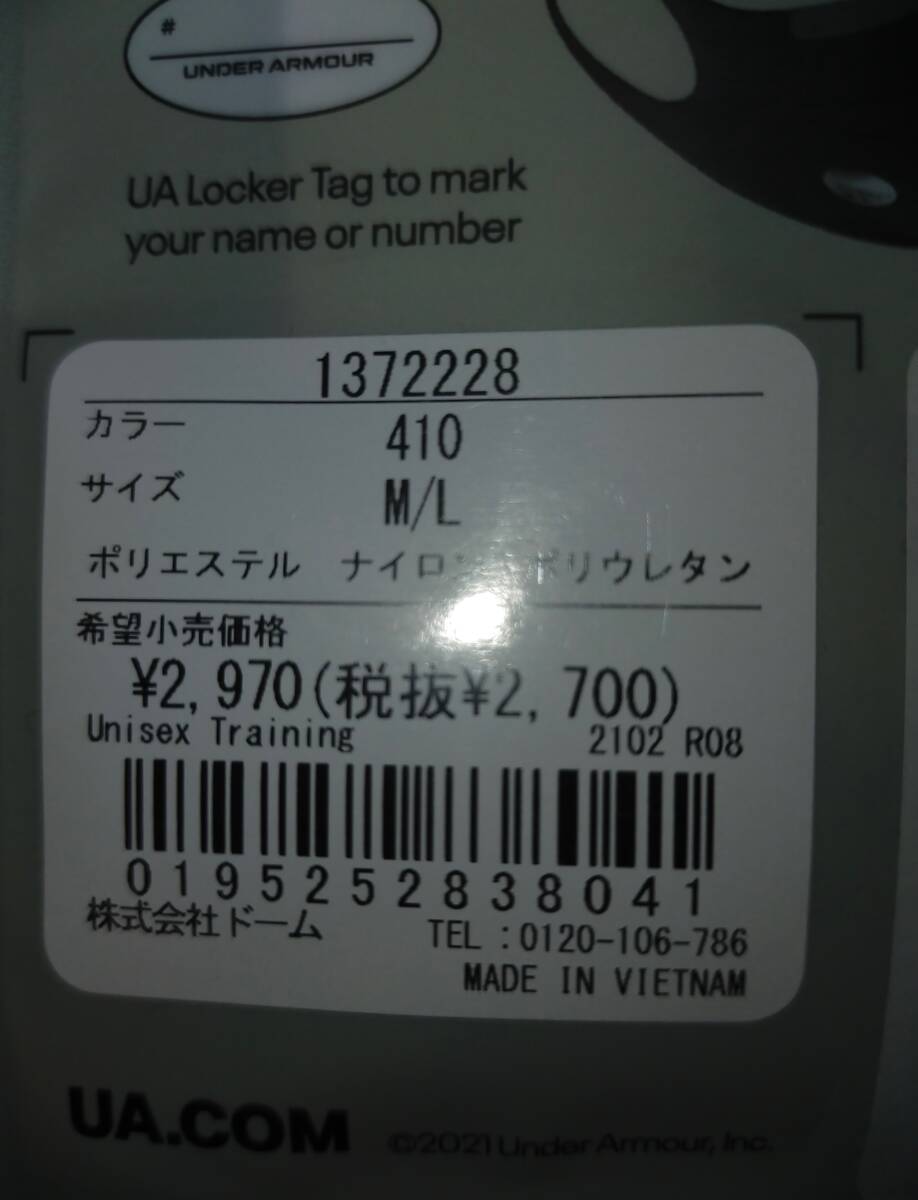 #
UNDER ARMOUR
UA Locker Tag to mark
your name or number
1372228
カラー 410
サイズ M/L
ポリエステル ナイロン ポリウレタン
希望小売価格
¥2,970(税抜¥2,700)
Unisex Training 2102 R08
0195252838041
株式会社ドーム TEL:0120-106-786
MADE IN VIETNAM
UA.COM ©2021 Under Armour, Inc.